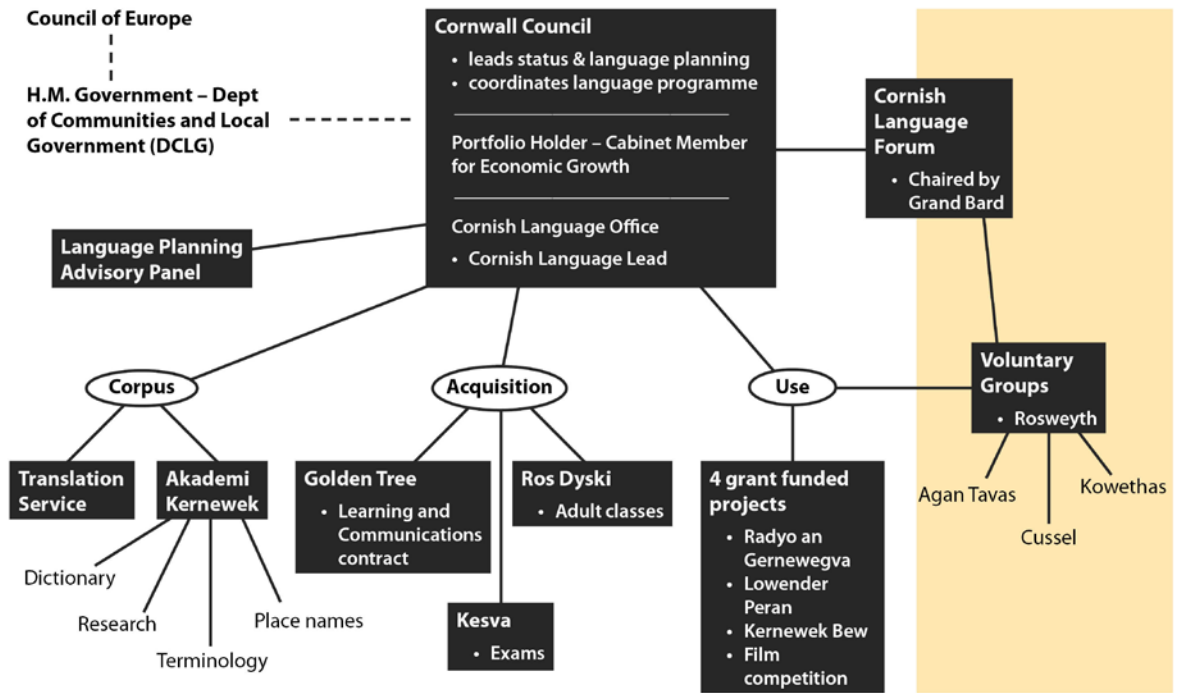 Council of Europe
H.M. Government – Dept
of Communities and Local
Government (DCLG)
Cornwall Council
• leads status & language planning
• coordinates language programme
Portfolio Holder – Cabinet Member
for Economic Growth
Cornish Language Office
• Cornish Language Lead
Cornish
Language
Forum
• Chaired by
Grand Bard
Language Planning
Advisory Panel
Corpus
Acquisition
Use
Voluntary
Groups
• Rosweyth
Translation
Service
Akademi
Kernewek
Golden Tree
• Learning and
Communications
contract
Ros Dyski
• Adult classes
4 grant funded
projects
• Radyo an
Gernewegva
• Lowender
Peran
• Kernewek Bew
• Film
competition
Agan Tavas
Cussel
Kowethas
Dictionary
Research
Terminology
Place names
Kesva
• Exams